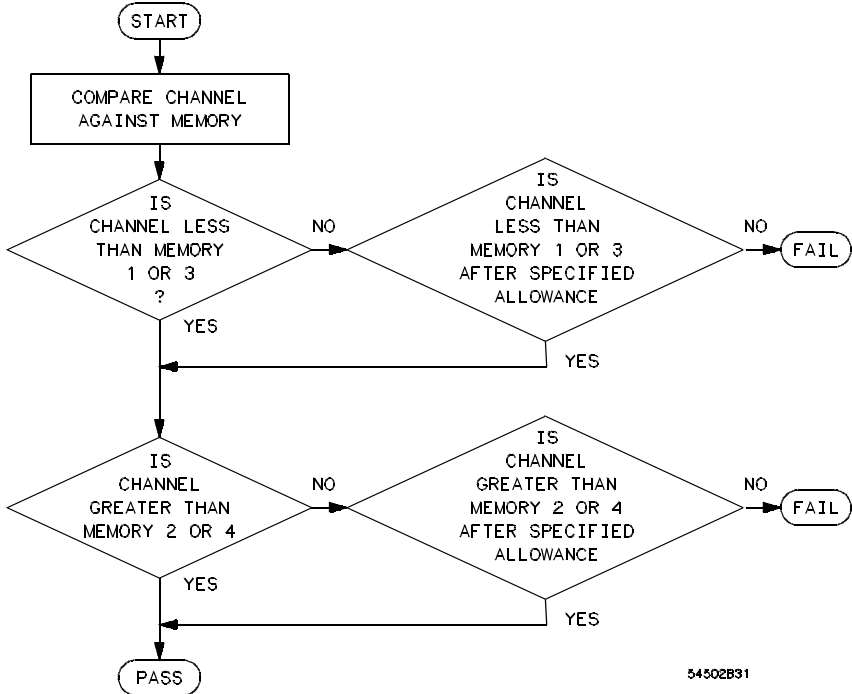 START
COMPARE CHANNEL
AGAINST MEMORY
IS
CHANNEL LESS
THAN MEMORY
1 OR 3
?
NO
IS
CHANNEL
LESS THAN
MEMORY 1 OR 3
AFTER SPECIFIED
ALLOWANCE
NO
FAIL
YES
YES
IS
CHANNEL
GREATER THAN
MEMORY 2 OR 4
NO
IS
CHANNEL
GREATER THAN
MEMORY 2 OR 4
AFTER SPECIFIED
ALLOWANCE
NO
FAIL
YES
YES
PASS
54502B31